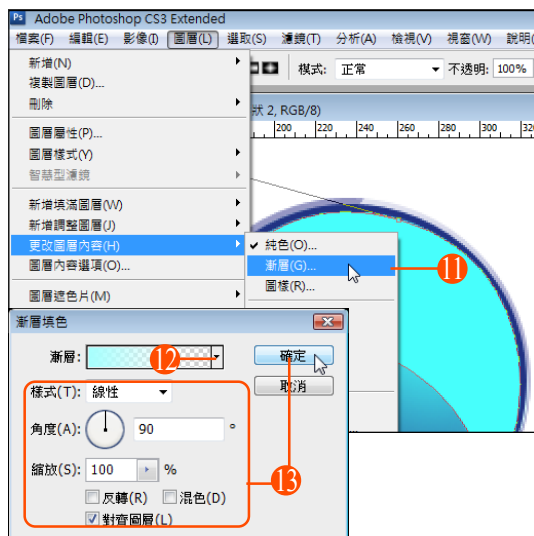 Ps Adobe Photoshop CS3 Extended
檔案(F) 編輯(E) 影像(I) 圖層(L) 選取(S) 濾鏡(T) 分析(A) 檢視(V) 視窗(W) 說明
模式: 正常 不透明: 100%
新增(N)
複製圖層(D)...
刪除
圖層屬性(P)...
圖層樣式(Y)
智慧型濾鏡
新增填滿圖層(W)
新增調整圖層(J)
更改圖層內容(H)
圖層內容選項(O)...
圖層遮色片(M)
狀 2, RGB/8)
200 220 240 260 280 300 320
純色(O)...
漸層(G)...
圖樣(R)...
11
漸層填色
漸層:
12
確定
取消
樣式(T): 線性
角度(A): 90 °
縮放(S): 100 %
反轉(R) 混色(D)
對齊圖層(L)
13